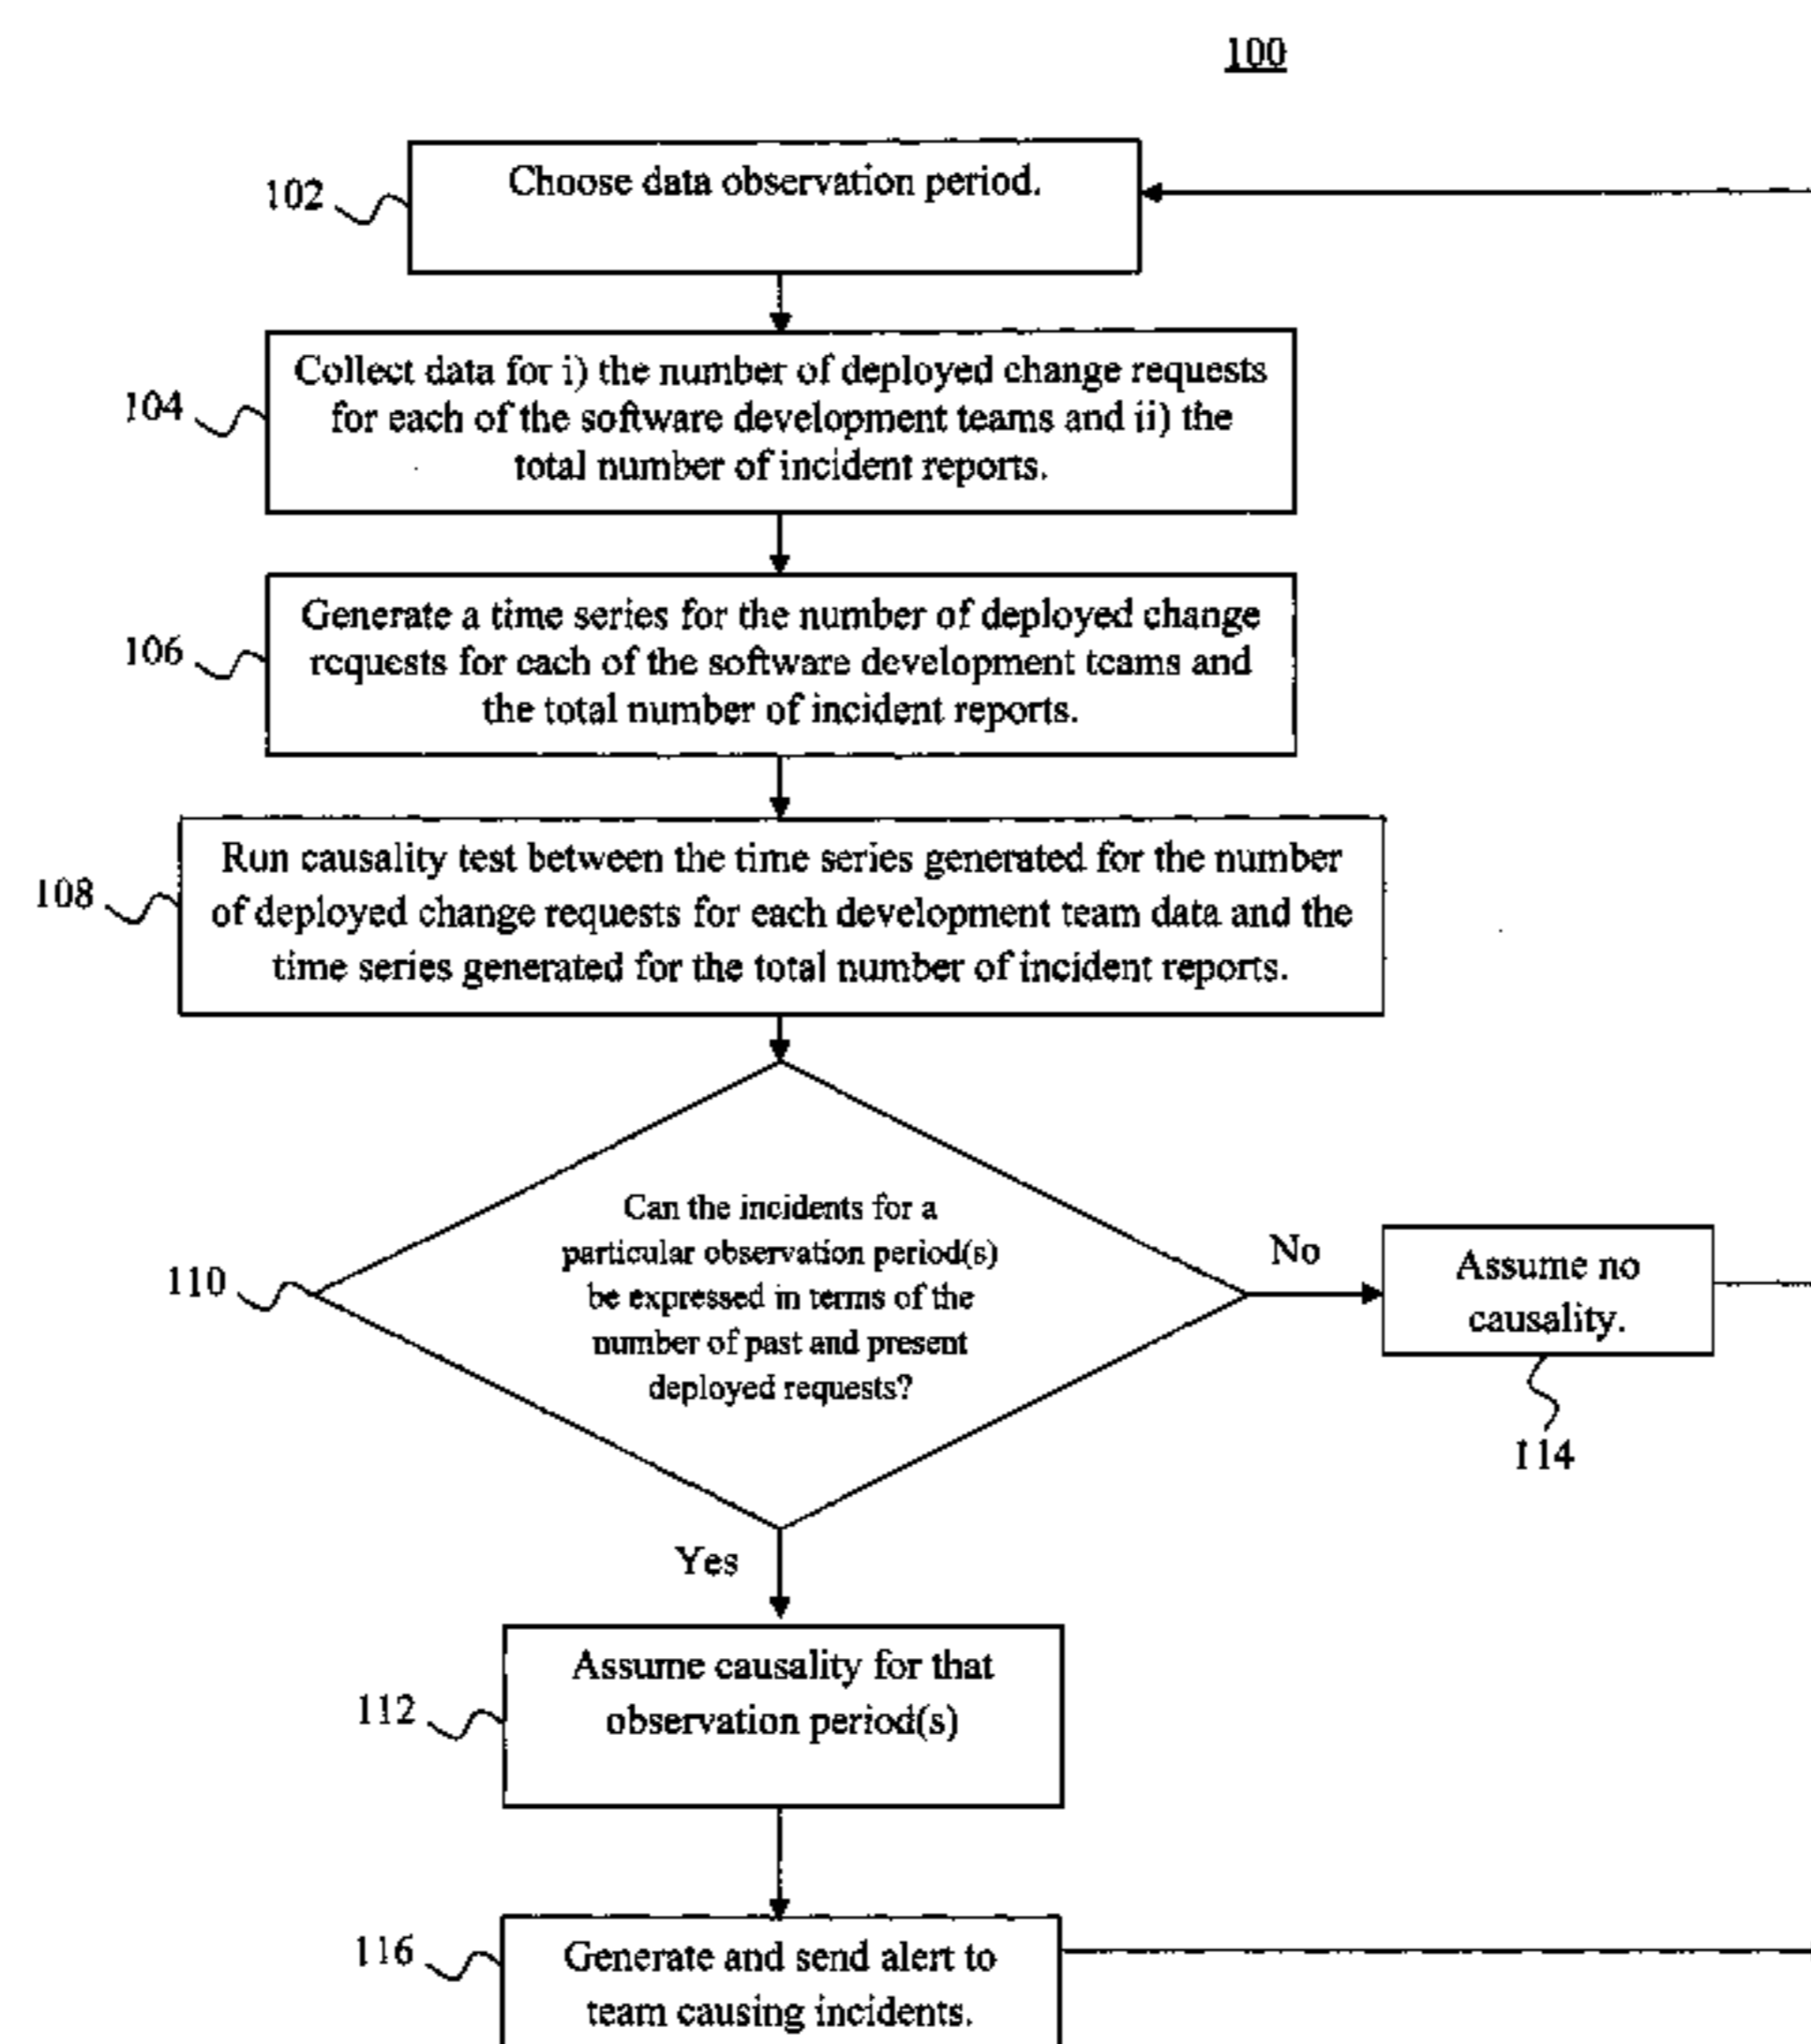 100
102
Choose data observation period.
104
Collect data for i) the number of deployed change requests
for each of the software development teams and ii) the
total number of incident reports.
106
Generate a time series for the number of deployed change
requests for each of the software development teams and
the total number of incident reports.
108
Run causality test between the time series generated for the number
of deployed change requests for each development team data and the
time series generated for the total number of incident reports.
110
Can the incidents for a
particular observation period(s)
be expressed in terms of the
number of past and present
deployed requests?
No
Assume no
causality.
114
Yes
112
Assume causality for that
observation period(s)
116
Generate and send alert to
team causing incidents.